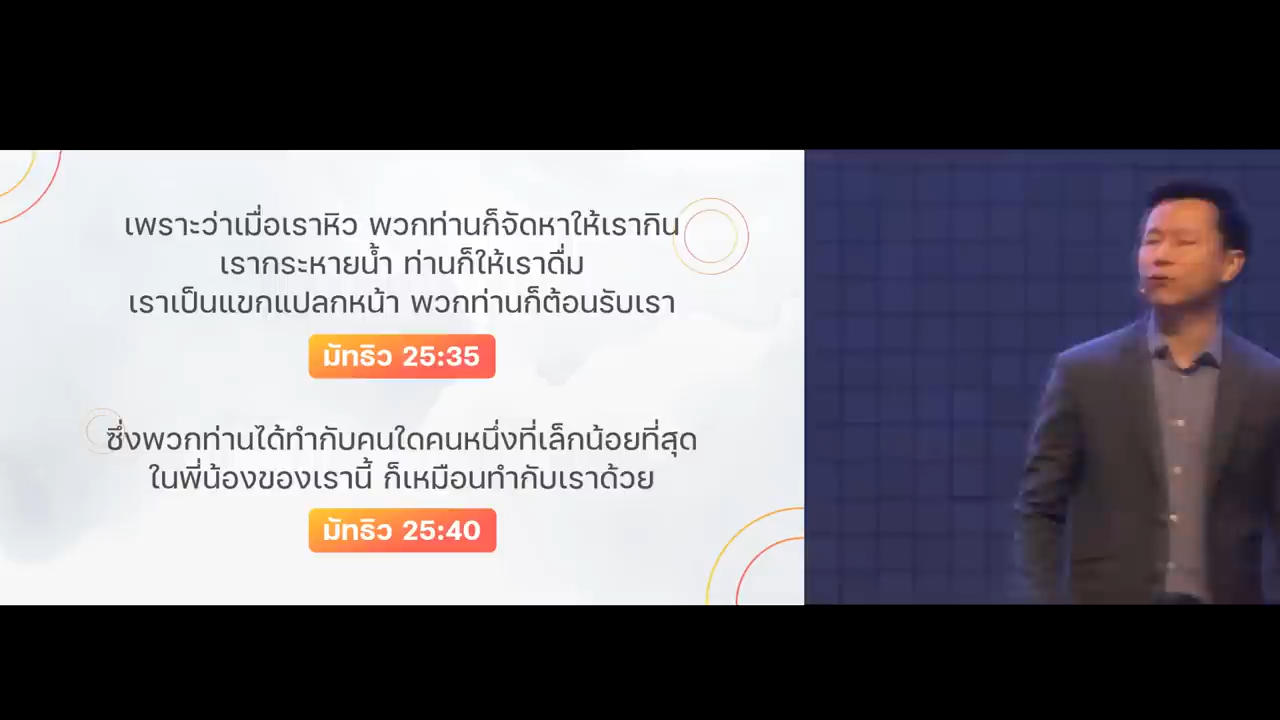 เพราะว่าเมื่อเราหิว พวกท่านก็จัดหาให้เรากิน
เรากระหายน้ำ ท่านก็ให้เราดื่ม
เราเป็นแขกแปลกหน้า พวกท่านก็ต้อนรับเรา
มัทธิว 25:35
ซึ่งพวกท่านได้ทำกับคนใดคนหนึ่งที่เล็กน้อยที่สุด
ในพี่น้องของเรานี้ ก็เหมือนทำกับเราด้วย
มัทธิว 25:40